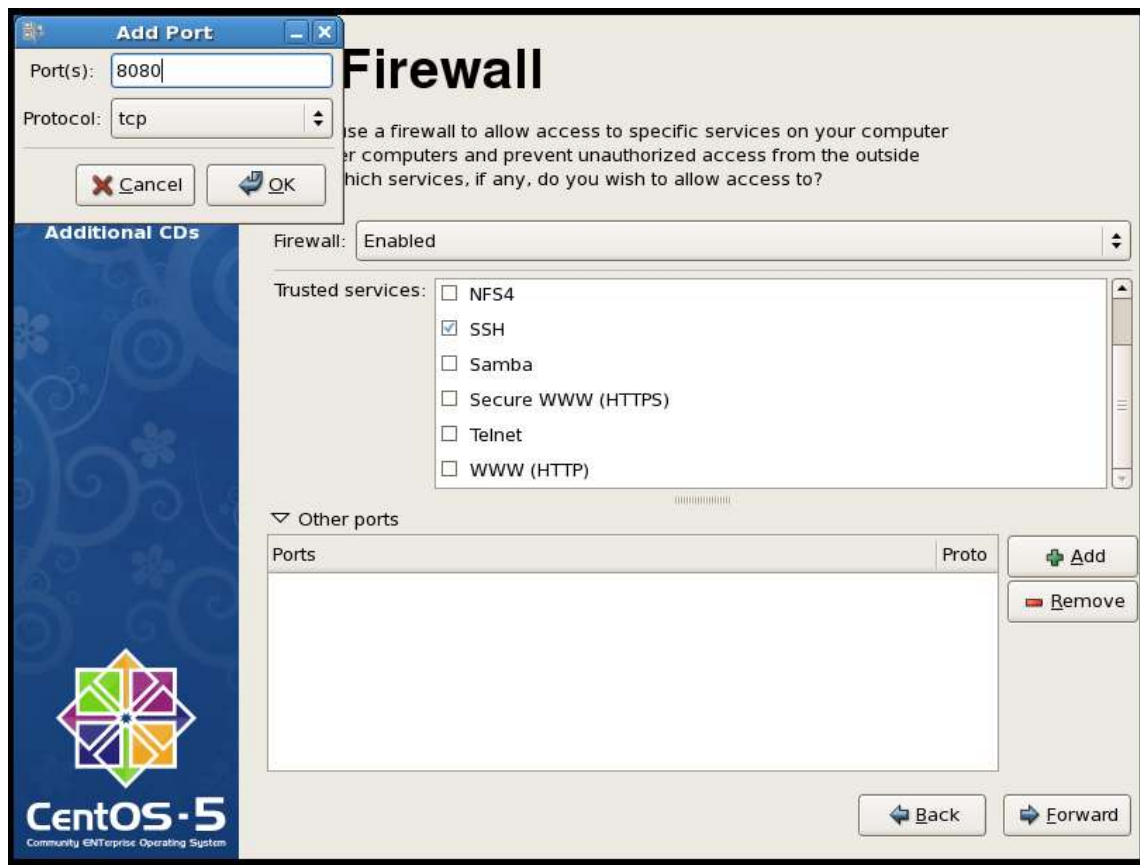 Add Port
Port(s): 8080
Protocol: tcp
Cancel OK
Firewall
use a firewall to allow access to specific services on your computer
computers and prevent unauthorized access from the outside
services, if any, do you wish to allow access to?
Additional CDs
Firewall: Enabled
Trusted services:
NFS4
SSH
Samba
Secure WWW (HTTPS)
Telnet
WWW (HTTP)
Other ports
Ports Proto
Add
Remove
Back Forward
CentOS-5
Community ENTerprise Operating System